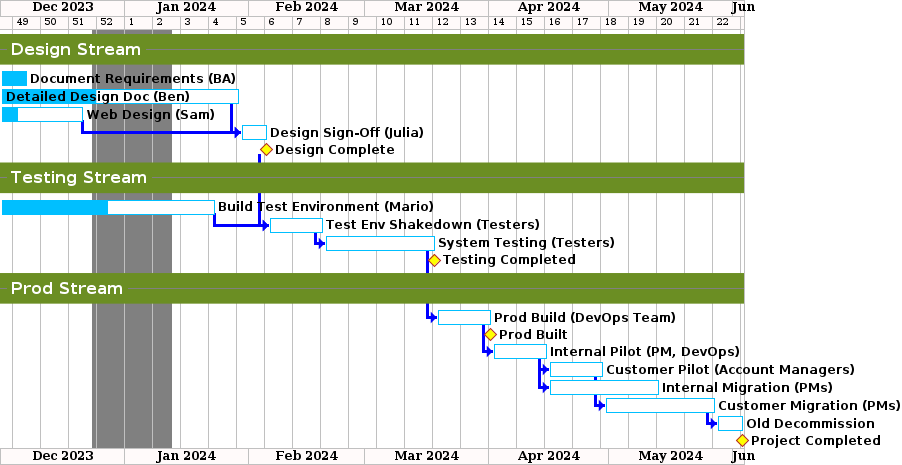 Dec 2023 Jan 2024 Feb 2024 Mar 2024 Apr 2024 May 2024 Jun
49 50 51 52 1 2 3 4 5 6 7 8 9 10 11 12 13 14 15 16 17 18 19 20 21 22
Design Stream
Document Requirements (BA)
Detailed Design Doc (Ben)
Web Design (Sam)
Design Sign-Off (Julia)
Design Complete
Testing Stream
Build Test Environment (Mario)
Test Env Shakedown (Testers)
System Testing (Testers)
Testing Completed
Prod Stream
Prod Build (DevOps Team)
Prod Built
Internal Pilot (PM, DevOps)
Customer Pilot (Account Managers)
Internal Migration (PMs)
Customer Migration (PMs)
Old Decommission
Project Completed
Dec 2023 Jan 2024 Feb 2024 Mar 2024 Apr 2024 May 2024 Jun